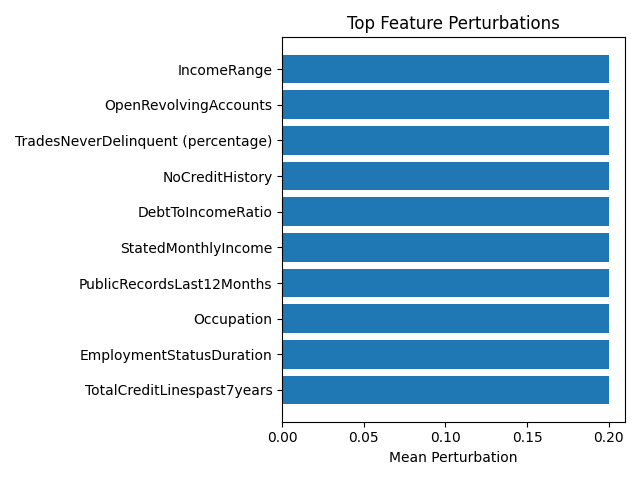 Top Feature Perturbations
IncomeRange
OpenRevolvingAccounts
TradesNeverDelinquent (percentage)
NoCreditHistory
DebtToIncomeRatio
StatedMonthlyIncome
PublicRecordsLast12Months
Occupation
EmploymentStatusDuration
TotalCreditLinespast7years
0.00 0.05 0.10 0.15 0.20
Mean Perturbation